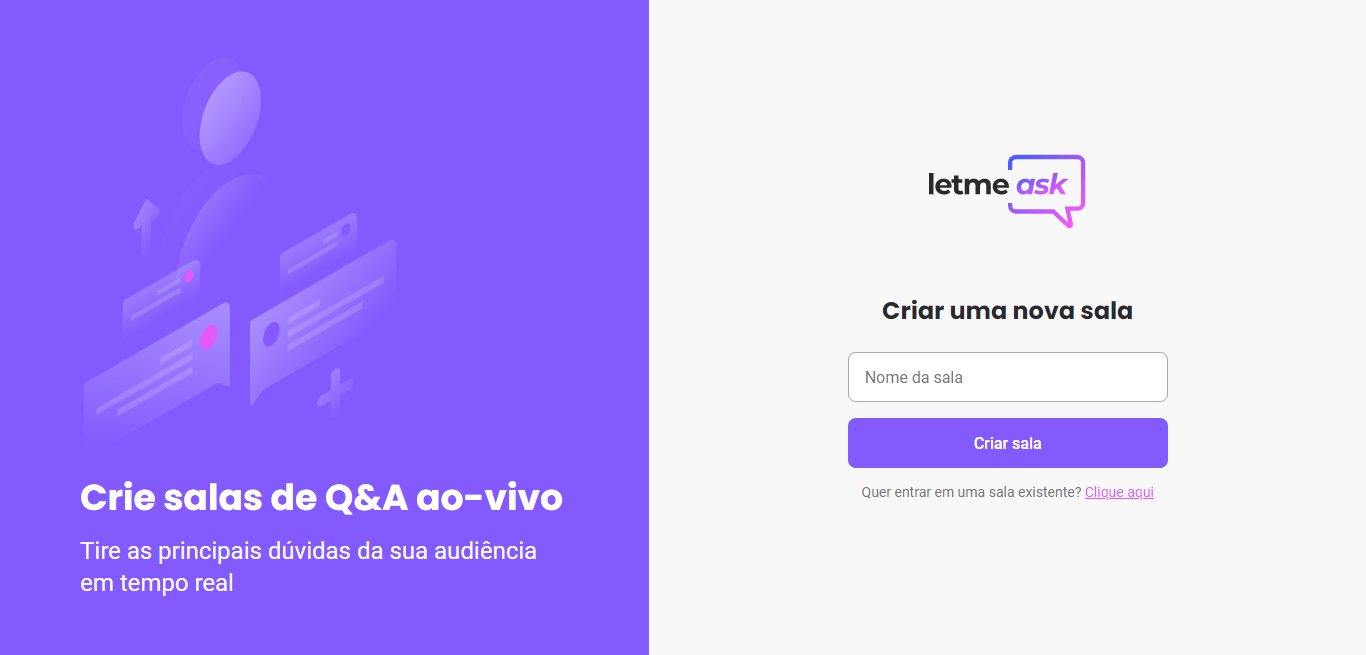 Crie salas de Q&A ao-vivo
Tire as principais dúvidas da sua audiência
em tempo real
letme ask
Criar uma nova sala
Nome da sala
Criar sala
Quer entrar em uma sala existente? Clique aqui